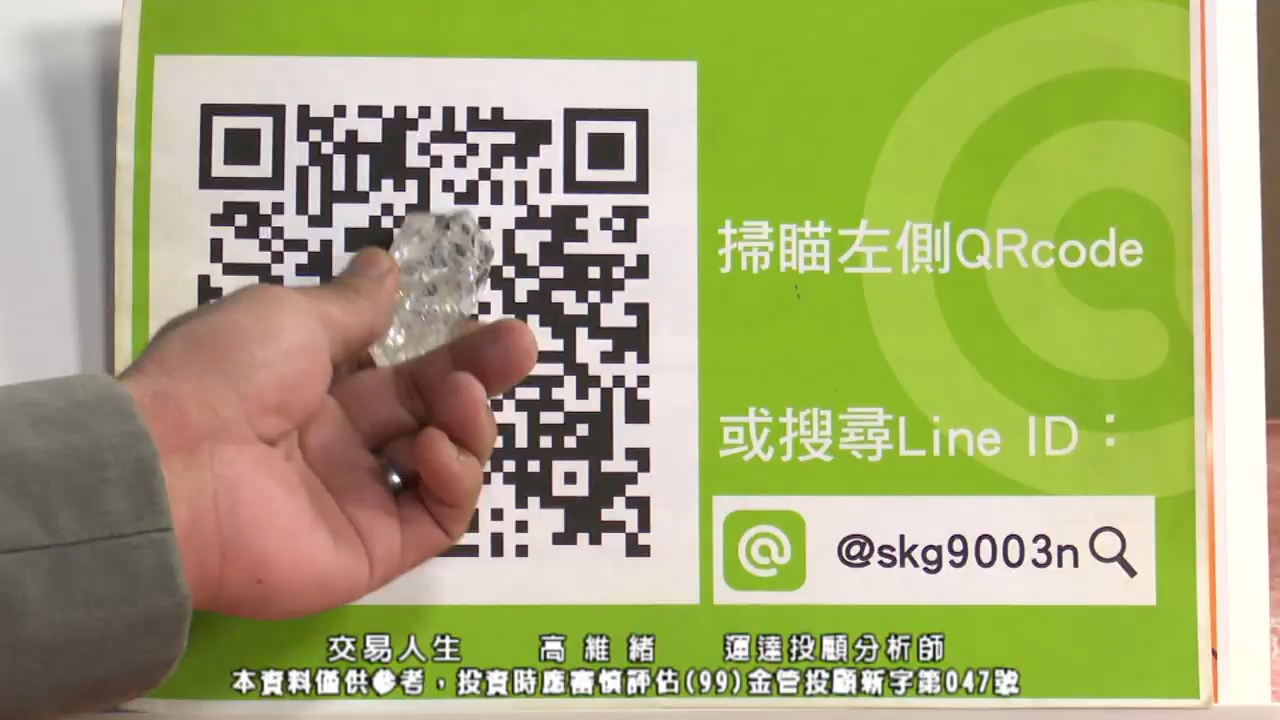 掃瞄左側QRcode
或搜尋Line ID：
@skg9003n
交易人生 高維緒 運達投顧分析師
本資料僅供參考，投資時應審慎評估(99)金管投顧新字第047號